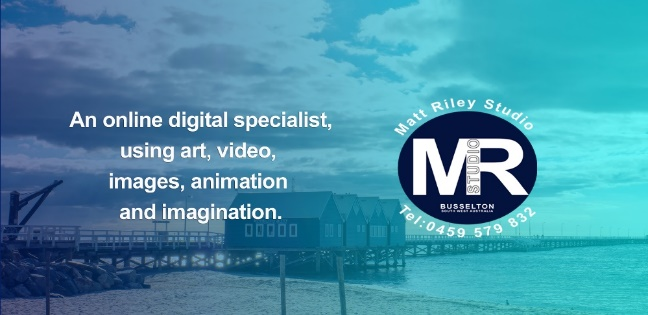 An online digital specialist,
using art, video,
images, animation
and imagination.
Matt Riley Studio
MR
STUDIO
BUSSELTON
SOUTH WEST AUSTRALIA
Tel:0459 579 832